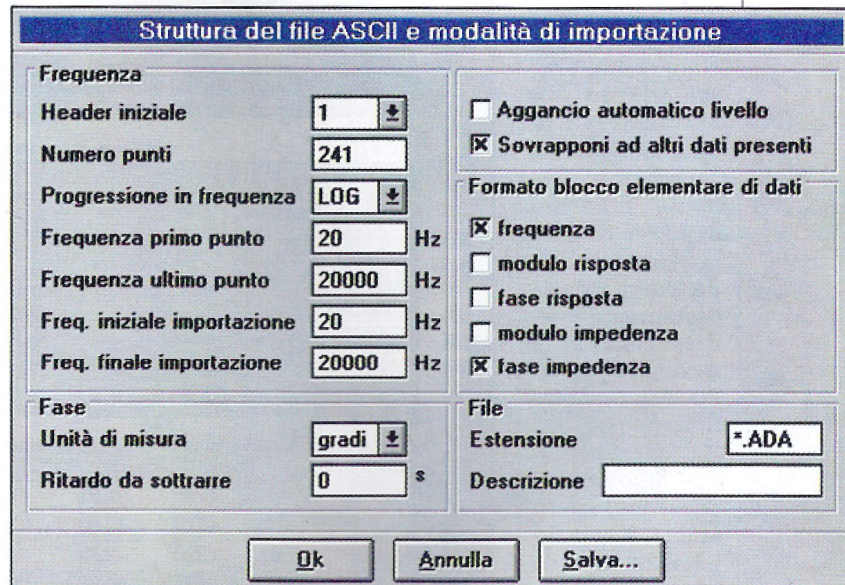 Struttura del file ASCII e modalità di importazione
Frequenza
Header iniziale 1
Numero punti 241
Progressione in frequenza LOG
Frequenza primo punto 20 Hz
Frequenza ultimo punto 20000 Hz
Freq. iniziale importazione 20 Hz
Freq. finale importazione 20000 Hz
Aggancio automatico livello
Sovrapponi ad altri dati presenti
Formato blocco elementare di dati
frequenza
modulo risposta
fase risposta
modulo impedenza
fase impedenza
Fase
Unità di misura gradi
Ritardo da sottrarre 0 s
File
Estensione *.ADA
Descrizione
Ok Annulla Salva...